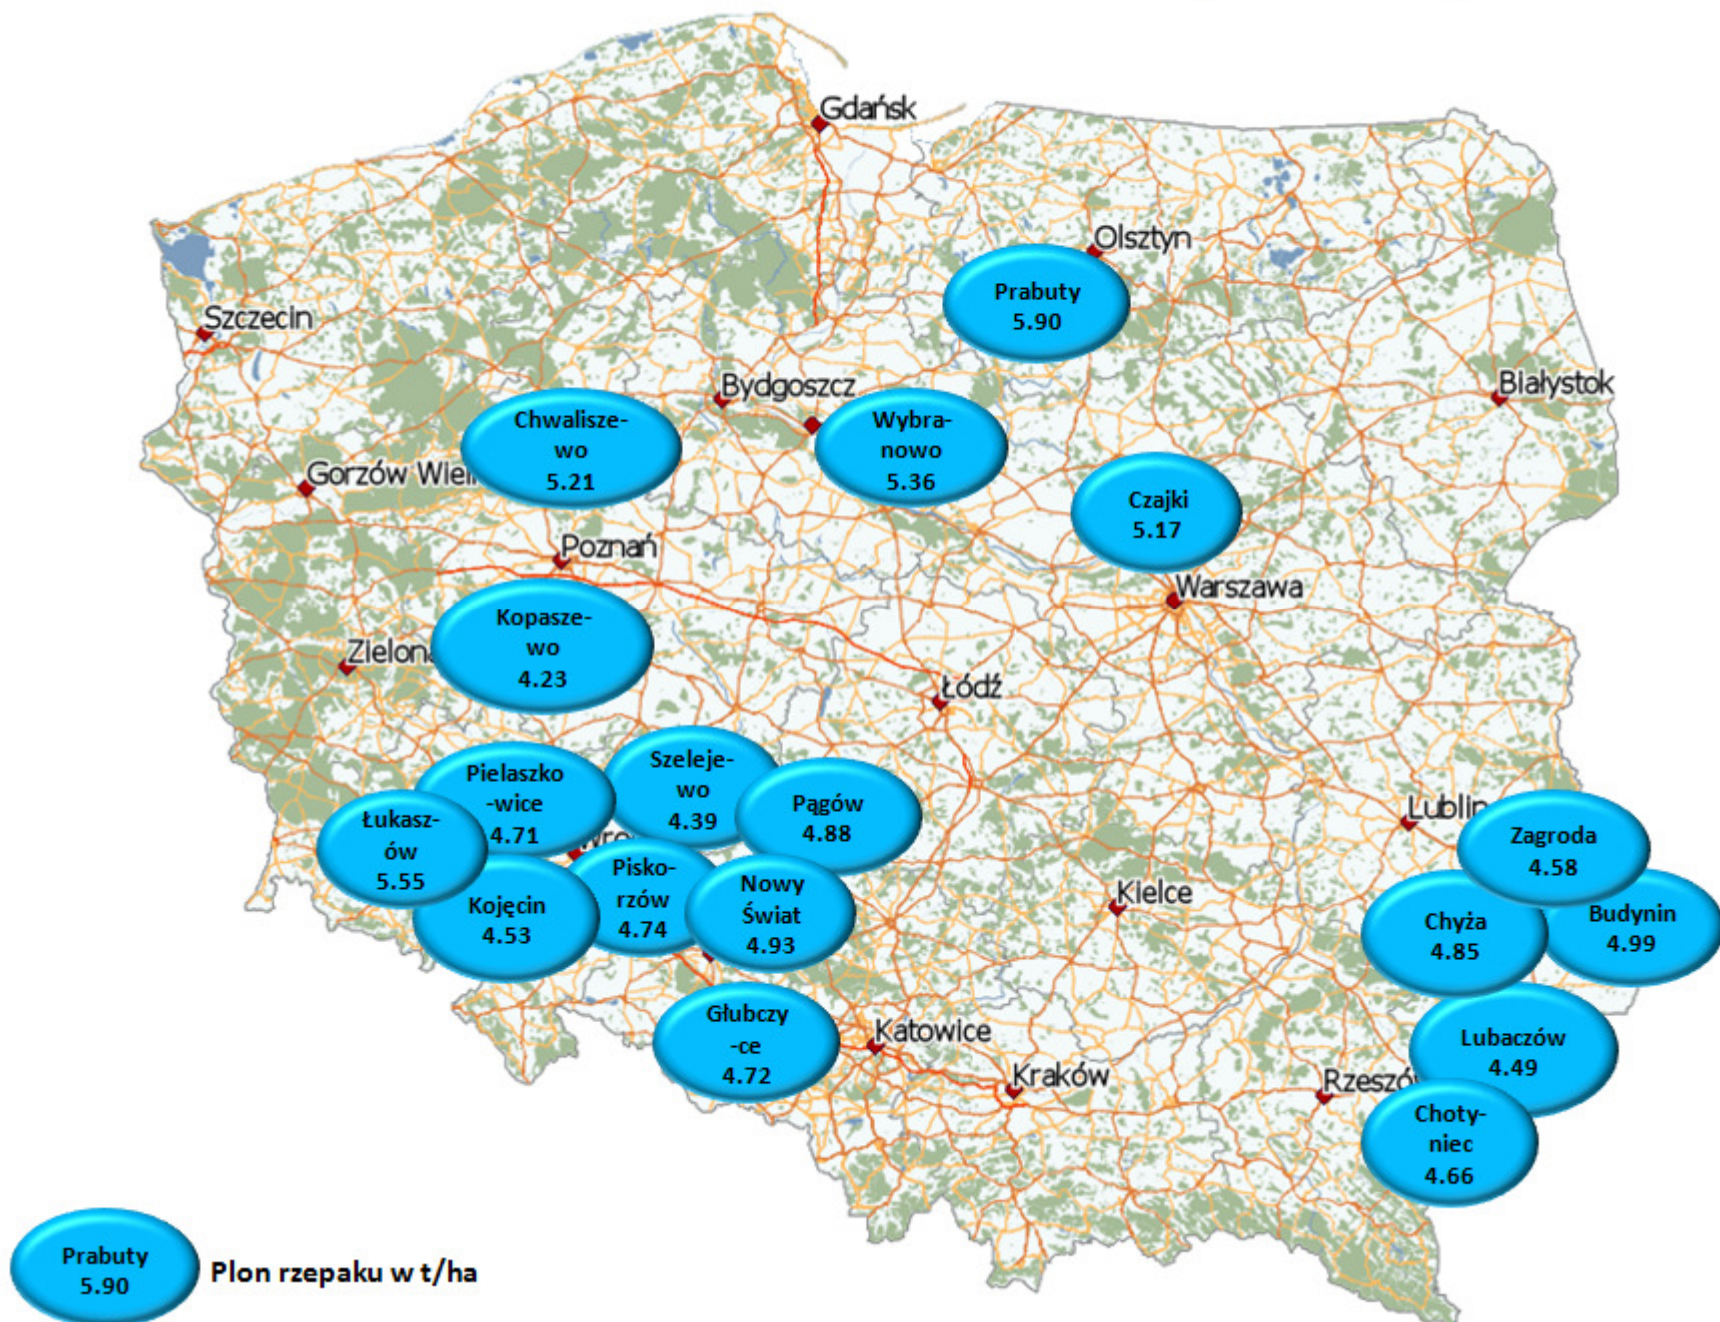 Gdańsk
Olsztyn
Prabuty
5.90
Szczecin
Bydgoszcz
Białystok
Chwalisze-
wo
5.21
Wybra-
nowo
5.36
Gorzów
Czajki
5.17
Poznań
Warszawa
Kopasze-
wo
4.23
Zielona
Łódź
Szeleje-
wo
4.39
Pielaszko
-wice
4.71
Pągów
4.88
Łukasz-
ów
5.55
Lublin
Zagroda
4.58
Pisko-
rzów
4.74
Nowy
Świat
4.93
Kojęcin
4.53
Kielce
Chyża
4.85
Budynin
4.99
Głubczy
-ce
4.72
Katowice
Kraków
Lubaczów
4.49
Rzeszów
Choty-
niec
4.66
Prabuty
5.90
Plon rzepaku w t/ha